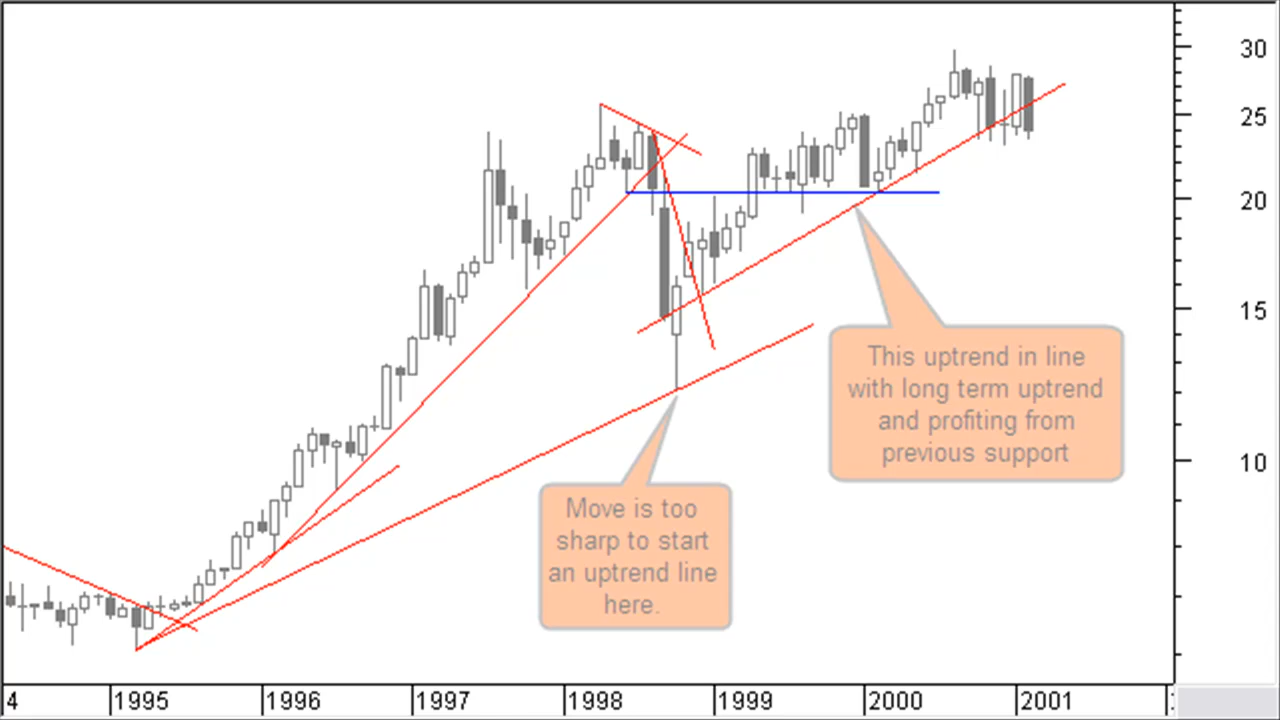 30
25
20
15
10
This uptrend in line
with long term uptrend
and profiting from
previous support
Move is too
sharp to start
an uptrend line
here.
4 1995 1996 1997 1998 1999 2000 2001